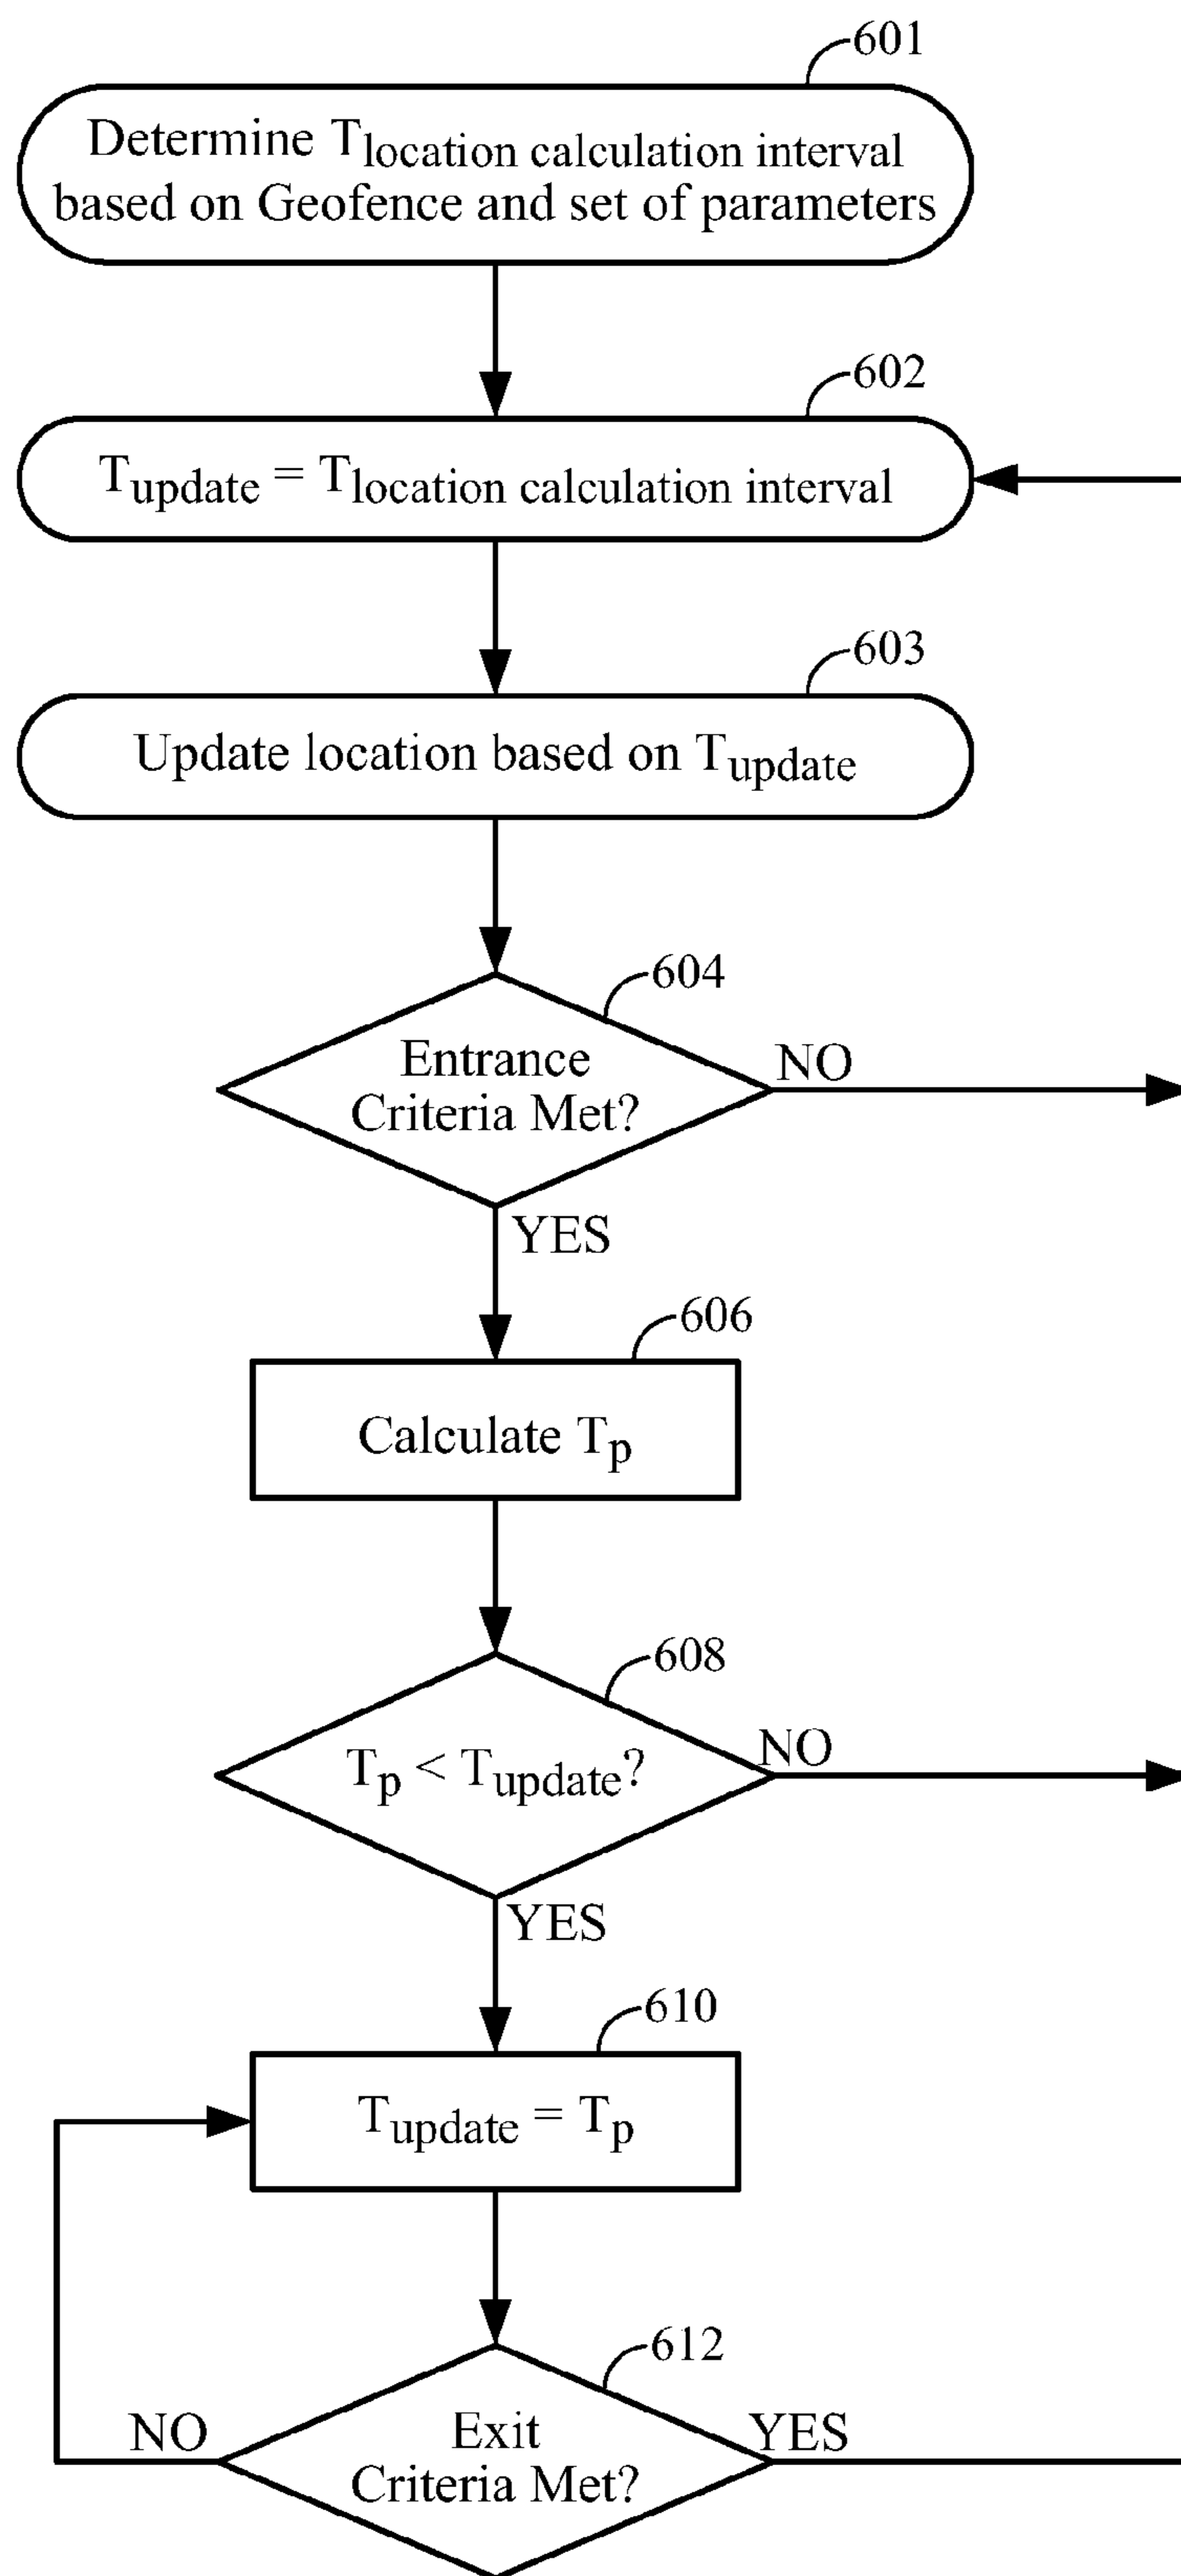 601
Determine Tlocation calculation interval
based on Geofence and set of parameters
602
Tupdate = Tlocation calculation interval
603
Update location based on Tupdate
604
Entrance
Criteria Met?
NO
YES
606
Calculate Tp
608
Tp < Tupdate?
NO
YES
610
Tupdate = Tp
612
Exit
Criteria Met?
NO
YES